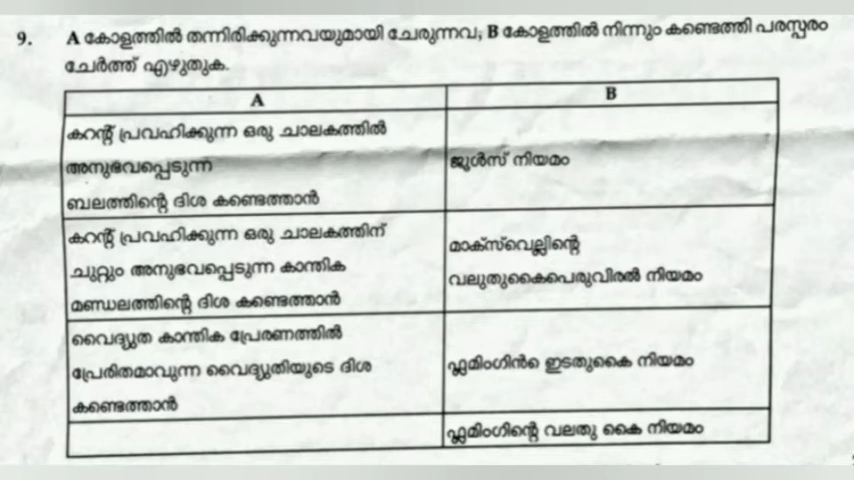 9. A കോളത്തിൽ തന്നിരിക്കുന്നവയുമായി ചേരുന്നവ, B കോളത്തിൽ നിന്നും കണ്ടെത്തി പരസ്പരം
ചേർത്ത് എഴുതുക.
A
B
കറന്റ് പ്രവഹിക്കുന്ന ഒരു ചാലകത്തിൽ
അനുഭവപ്പെടുന്ന
ബലത്തിന്റെ ദിശ കണ്ടെത്താൻ
ജൂൾസ് നിയമം
കറന്റ് പ്രവഹിക്കുന്ന ഒരു ചാലകത്തിന്
ചുറ്റും അനുഭവപ്പെടുന്ന കാന്തിക
മണ്ഡലത്തിന്റെ ദിശ കണ്ടെത്താൻ
മാക്സ്‌വെല്ലിന്റെ
വലുതുകൈപെരുവിരൽ നിയമം
വൈദ്യുത കാന്തിക പ്രേരണത്തിൽ
പ്രേരിതമാവുന്ന വൈദ്യുതിയുടെ ദിശ
കണ്ടെത്താൻ
ഫ്ലമിംഗിൻെ ഇടതുകൈ നിയമം
ഫ്ലമിംഗിന്റെ വലതു കൈ നിയമം